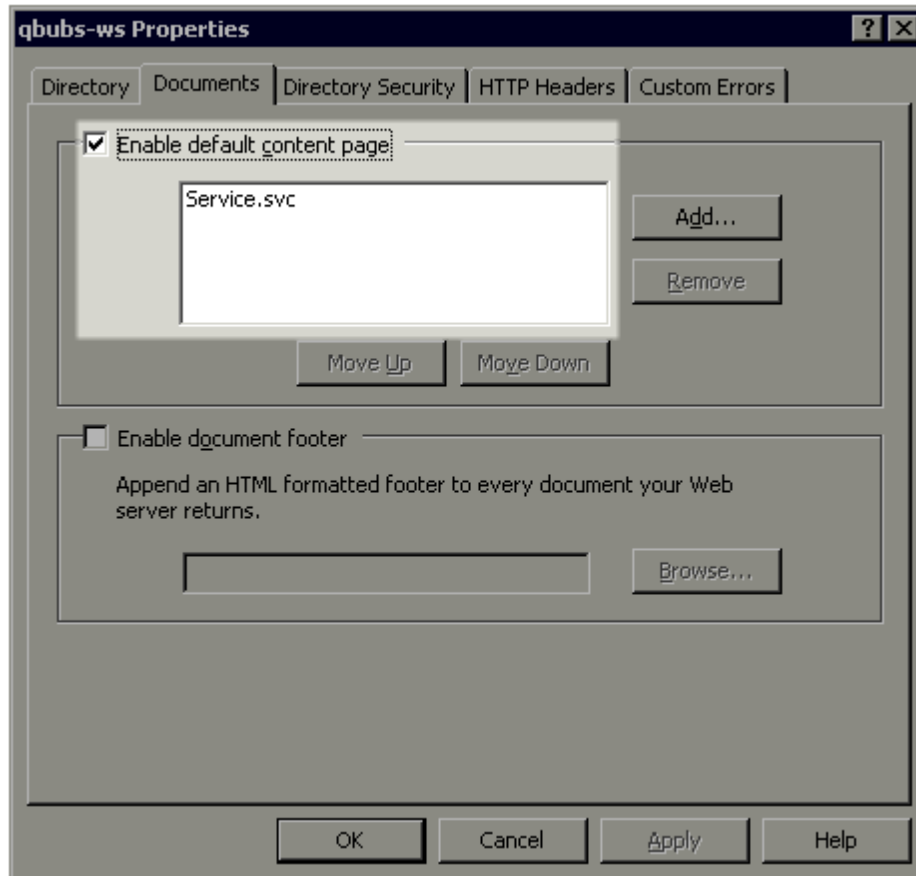 qbubs-ws Properties
Directory
Documents
Directory Security
HTTP Headers
Custom Errors
Enable default content page
Service.svc
Add...
Remove
Move Up
Move Down
Enable document footer
Append an HTML formatted footer to every document your Web
server returns.
Browse...
OK
Cancel
Apply
Help